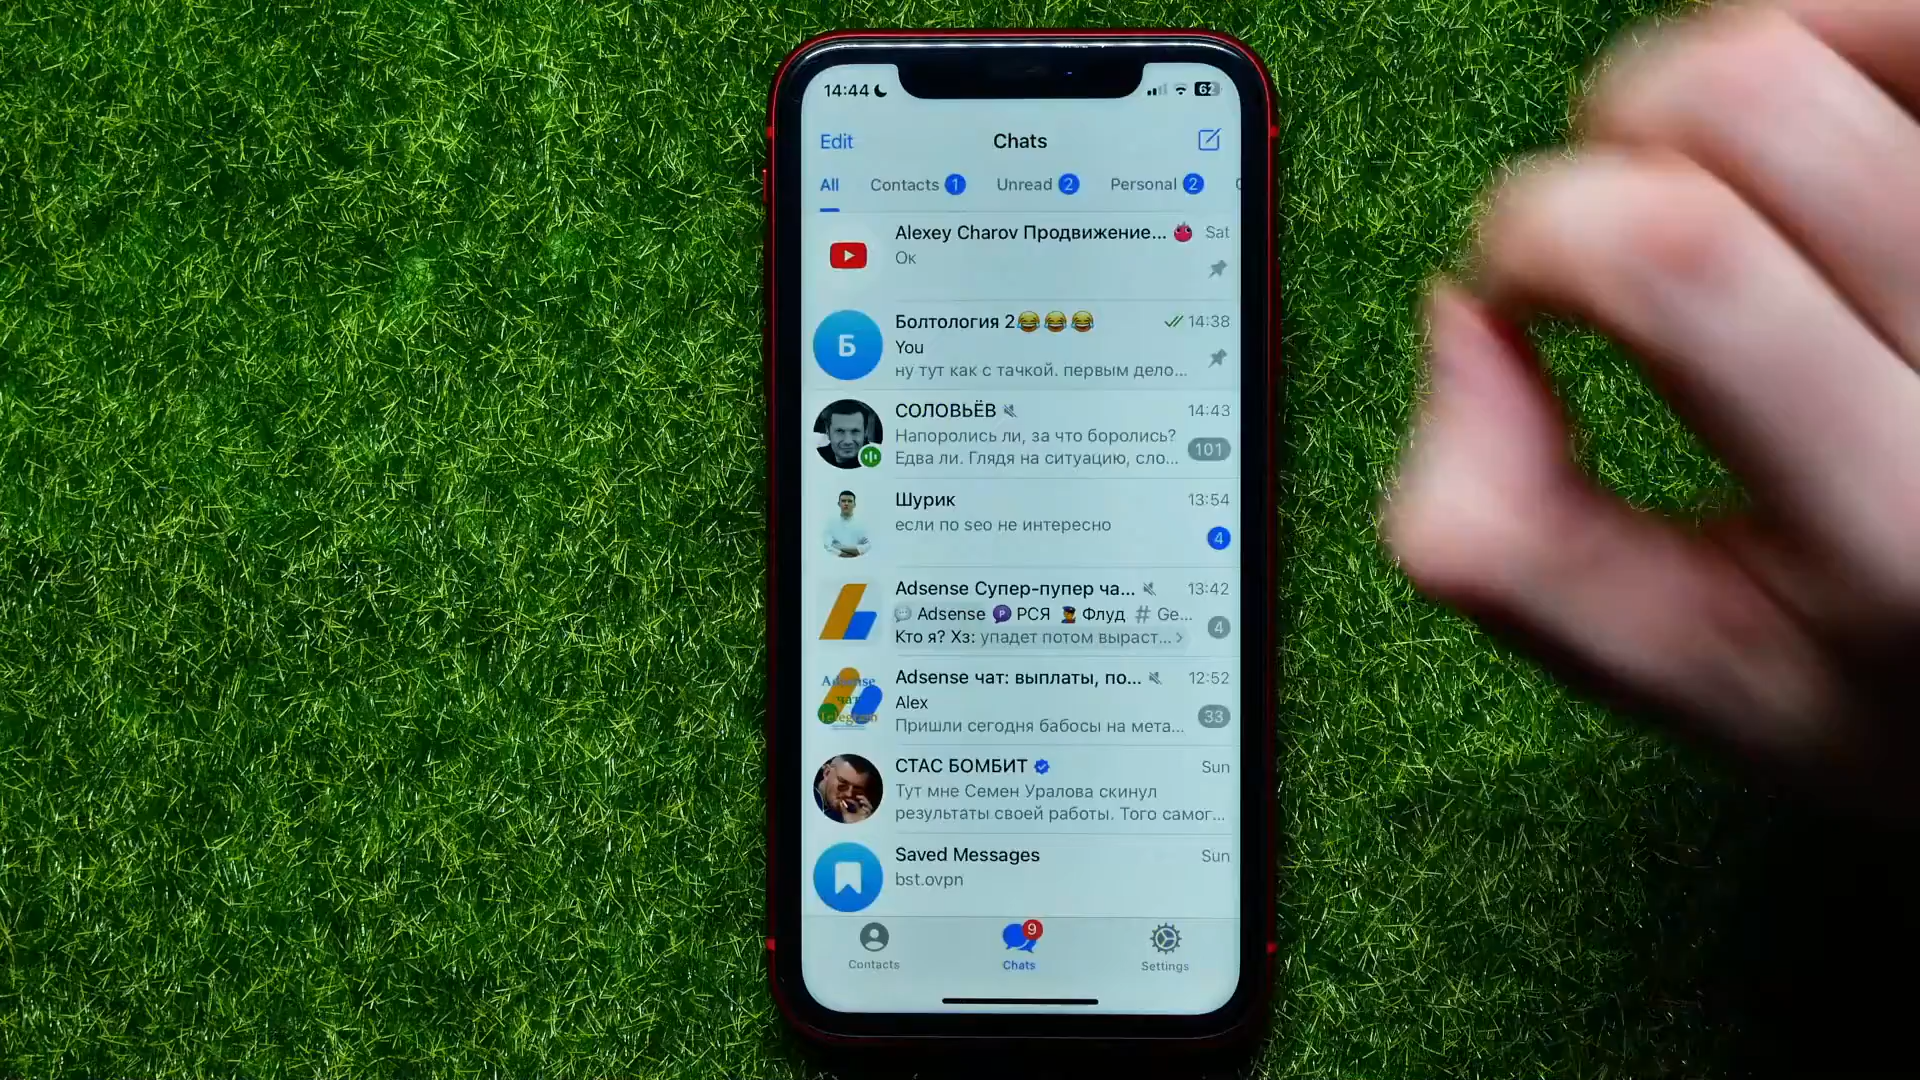 14:44
62
Edit
Chats
All
Contacts 1
Unread 2
Personal 2
Alexey Charov Продвижение...
Sat
Ок
Б
Болтология 2😂😂😂
14:38
You
ну тут как с тачкой. первым дело...
СОЛОВЬЁВ
14:43
Напоролись ли, за что боролись?
Едва ли. Глядя на ситуацию, сло...
101
Шурик
13:54
если по seo не интересно
4
Adsense Супер-пупер ча...
13:42
Adsense РСЯ Флуд # Ge...
Кто я? Хз: упадет потом выраст... >
4
Adsense чат: выплаты, по...
12:52
Alex
Пришли сегодня бабосы на мета...
33
СТАС БОМБИТ
Sun
Тут мне Семен Уралова скинул
результаты своей работы. Того самог...
Saved Messages
Sun
bst.ovpn
9
Contacts
Chats
Settings